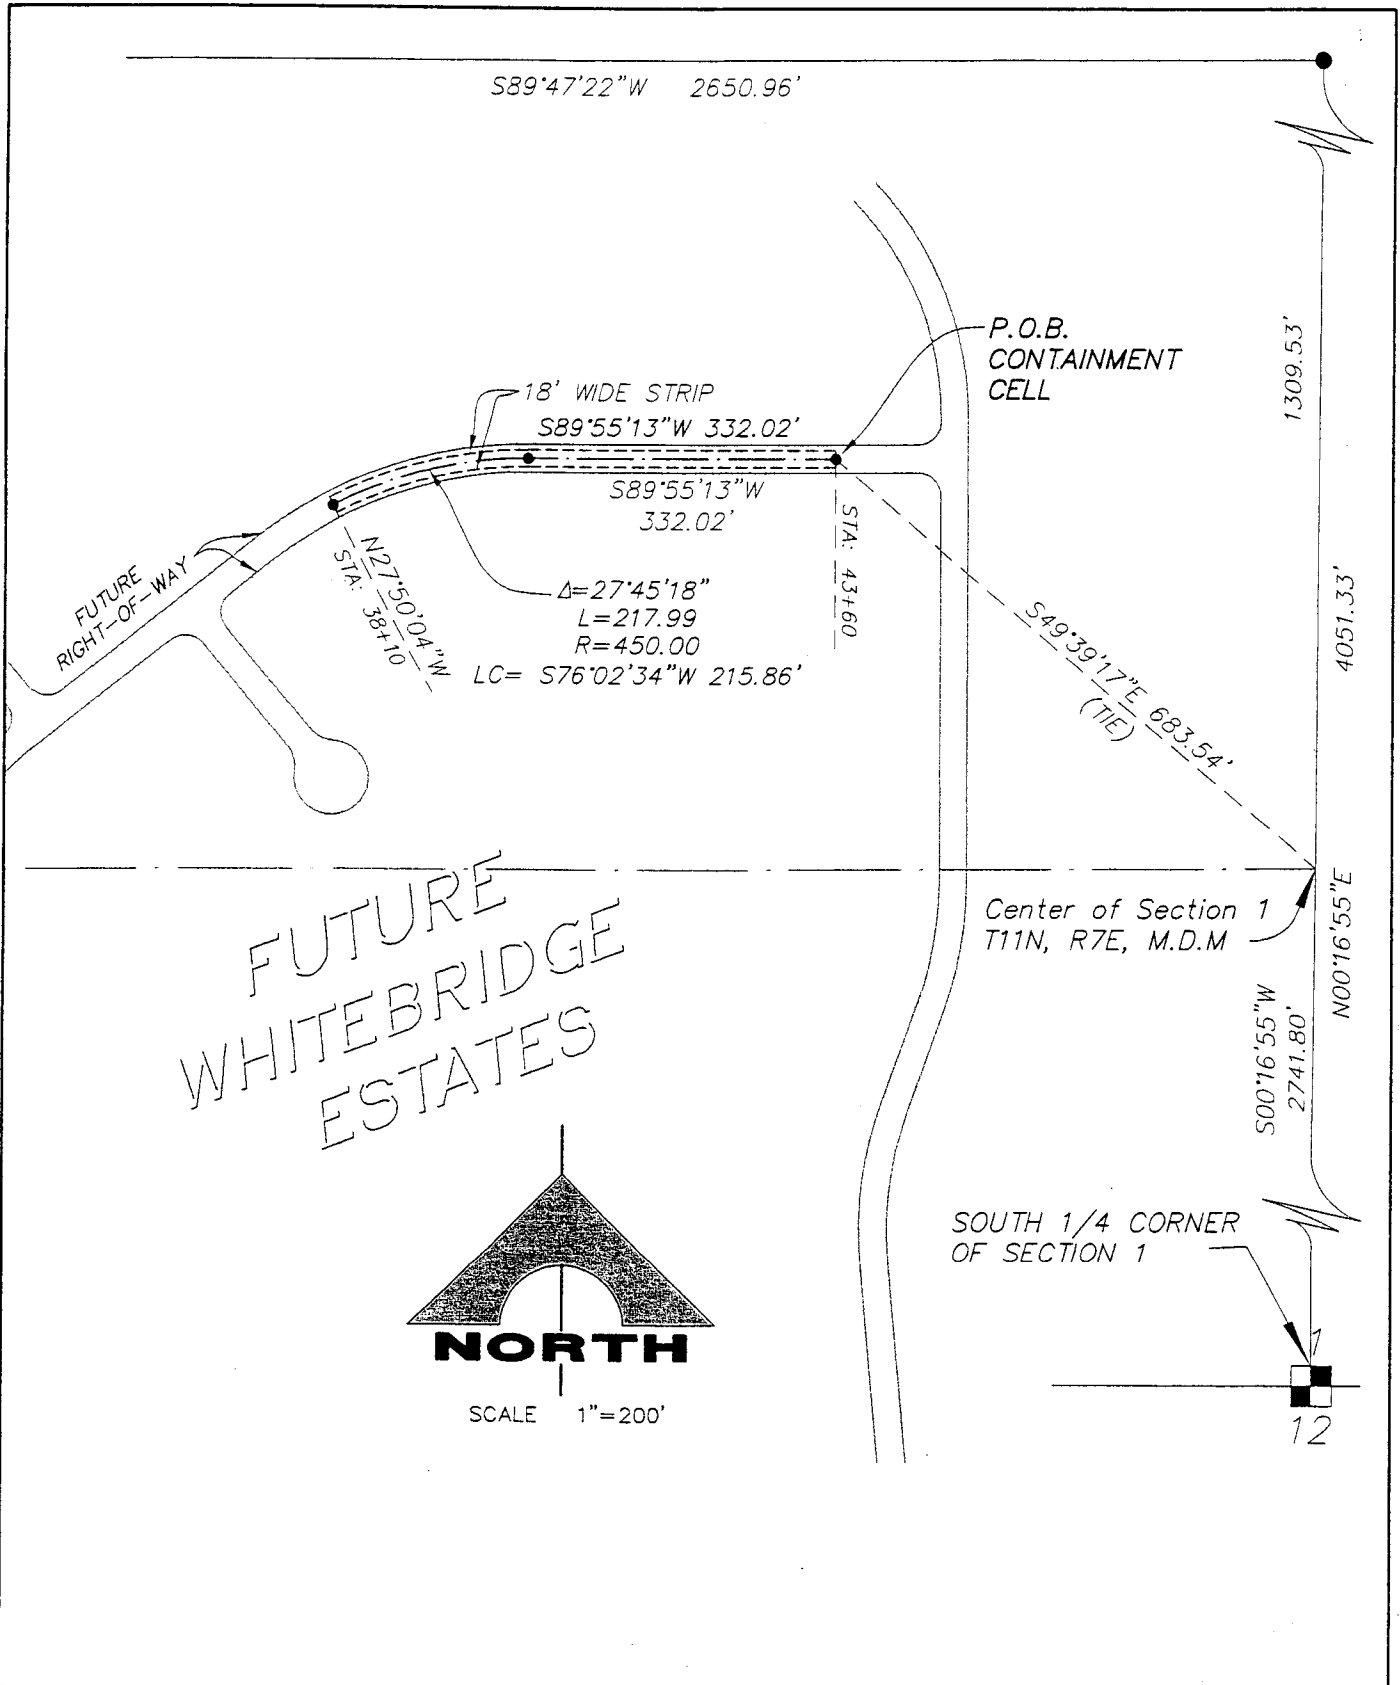 S89°47'22"W 2650.96'
P.O.B.
CONTAINMENT
CELL
1309.53'
18' WIDE STRIP
S89°55'13"W 332.02'
S89°55'13"W
332.02'
STA: 43+60
N27°50'04"W
STA: 38+10
FUTURE
RIGHT-OF-WAY
Δ=27°45'18"
L=217.99
R=450.00
LC= S76°02'34"W 215.86'
S49°39'17"E 683.54'
(TIE)
4051.33'
N00°16'55"E
Center of Section 1
T11N, R7E, M.D.M
FUTURE
WHITEBRIDGE
ESTATES
S00°16'55"W
2741.80'
SOUTH 1/4 CORNER
OF SECTION 1
1
12
NORTH
SCALE 1"=200'